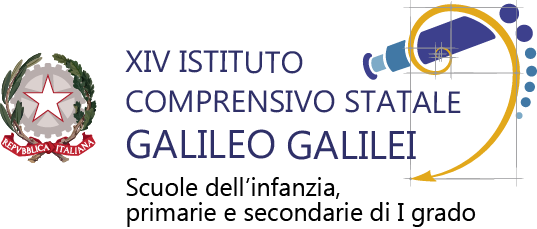 XIV ISTITUTO
COMPRENSIVO STATALE
GALILEO GALILEI
REPVBBLICA ITALIANA
Scuole dell'infanzia,
primarie e secondarie di I grado